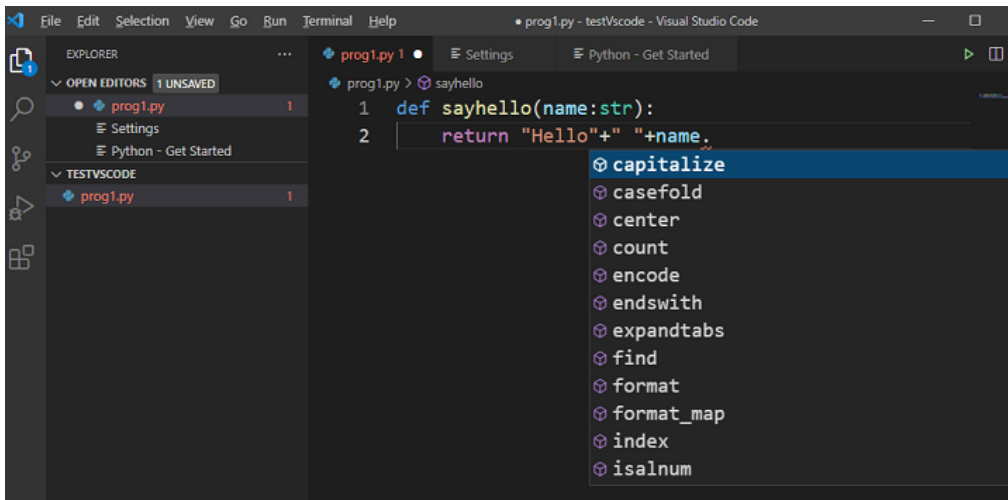 File Edit Selection View Go Run Terminal Help ● prog1.py - testVscode - Visual Studio Code
EXPLORER ···
prog1.py 1 ● Settings Python - Get Started
OPEN EDITORS 1 UNSAVED
prog1.py > sayhello
● prog1.py 1
Settings
Python - Get Started
TESTVSCODE
prog1.py 1
1
1 def sayhello(name:str):
2 return "Hello"+" "+name.
capitalize
casefold
center
count
encode
endswith
expandtabs
find
format
format_map
index
isalnum